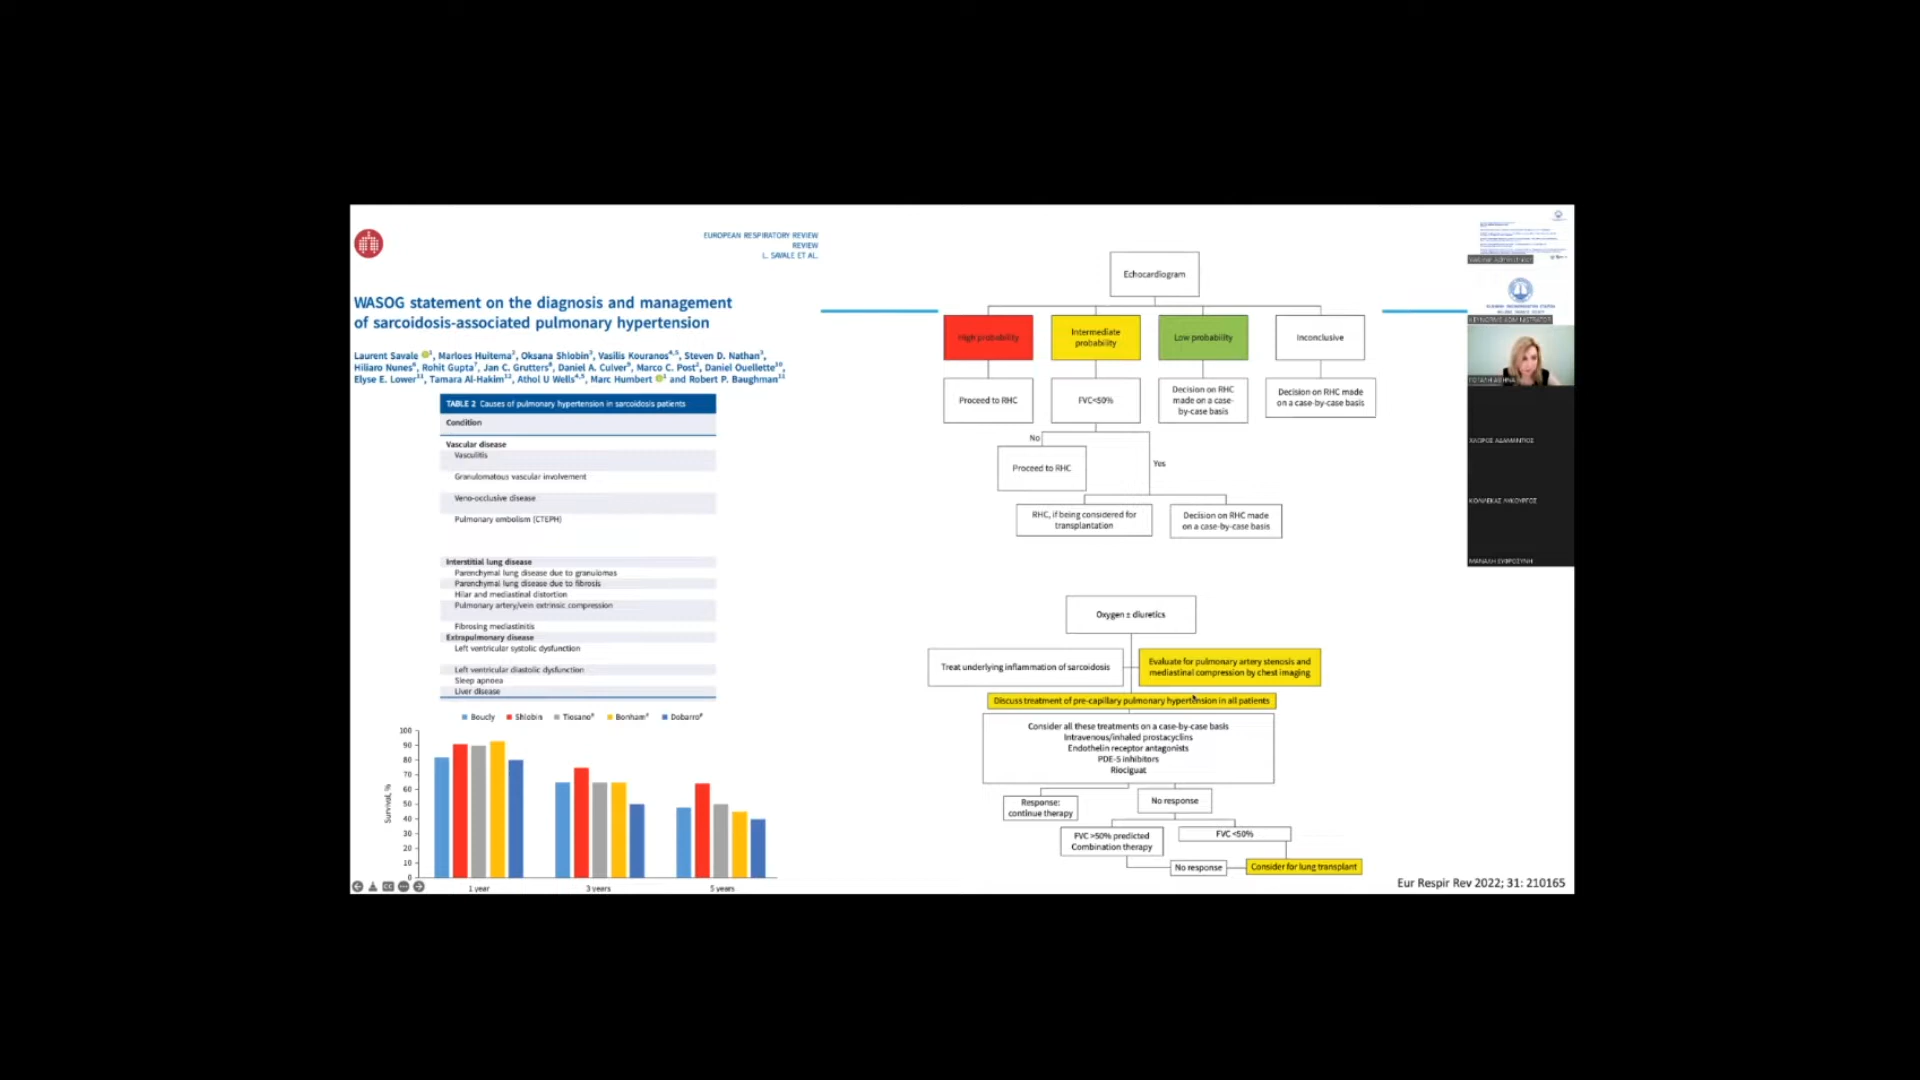 EUROPEAN RESPIRATORY REVIEW
REVIEW
L. SAVALE ET AL.
WASOG statement on the diagnosis and management
of sarcoidosis-associated pulmonary hypertension
Laurent Savale 1, Marloes Huitema2, Oksana Shlobin3, Vasilis Kouranos4,5, Steven D. Nathan3,
Hiliaro Nunes6, Rohit Gupta7, Jan C. Grutters8, Daniel A. Culver9, Marco C. Post2, Daniel Ouellette10,
Elyse E. Lower11, Tamara Al-Hakim12, Athol U Wells4,5, Marc Humbert 1 and Robert P. Baughman11
TABLE 2 Causes of pulmonary hypertension in sarcoidosis patients
Condition
Vascular disease
Vasculitis
Granulomatous vascular involvement
Veno-occlusive disease
Pulmonary embolism (CTEPH)
Interstitial lung disease
Parenchymal lung disease due to granulomas
Parenchymal lung disease due to fibrosis
Hilar and mediastinal distortion
Pulmonary artery/vein extrinsic compression
Fibrosing mediastinitis
Extrapulmonary disease
Left ventricular systolic dysfunction
Left ventricular diastolic dysfunction
Sleep apnoea
Liver disease
Boucly Shlobin Tiosano# Bonham# Dobarro#
Survival, %
100
90
80
70
60
50
40
30
20
10
0
1 year 3 years 5 years
Echocardiogram
High probability
Intermediate
probability
Low probability
Inconclusive
Proceed to RHC
FVC<50%
Decision on RHC
made on a case-
by-case basis
Decision on RHC made
on a case-by-case basis
No
Proceed to RHC
Yes
RHC, if being considered for
transplantation
Decision on RHC made
on a case-by-case basis
Oxygen ± diuretics
Treat underlying inflammation of sarcoidosis
Evaluate for pulmonary artery stenosis and
mediastinal compression by chest imaging
Discuss treatment of pre-capillary pulmonary hypertension in all patients
Consider all these treatments on a case-by-case basis
Intravenous/inhaled prostacyclins
Endothelin receptor antagonists
PDE-5 inhibitors
Riociguat
Response:
continue therapy
No response
FVC >50% predicted
Combination therapy
FVC <50%
No response
Consider for lung transplant
Eur Respir Rev 2022; 31: 210165
ΧΛΩΡΟΣ ΔΙΑΜΑΝΤΗΣ
ΚΟΛΙΛΕΚΑΣ ΛΥΚΟΥΡΓΟΣ
ΜΑΝΑΛΗ ΕΥΦΡΟΣΥΝΗ